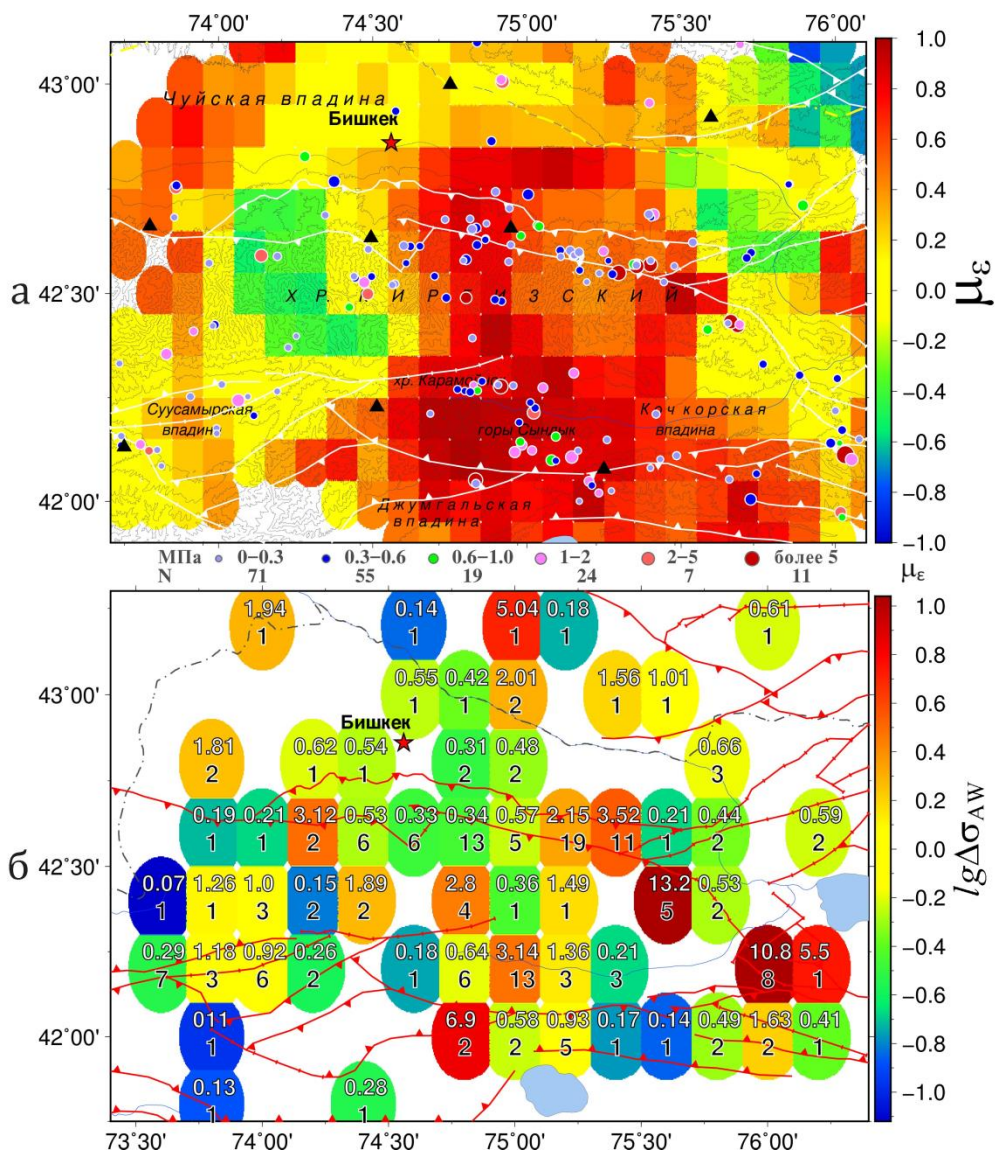 74˚00' 74˚30' 75˚00' 75˚30' 76˚00'
43˚00'
Чуйская впадина
Бишкек
42˚30'
а
хр. Карамойнок
Суусамырская
впадина
горы Сындык
Кочкорская
впадина
42˚00'
Джумгальская
впадина
1.0
0.8
0.6
0.4
0.2
0.0
−0.2
−0.4
−0.6
−0.8
−1.0
με
МПа 0−0.3 0.3−0.6 0.6−1.0 1−2 2−5 более 5
N 71 55 19 24 7 11
με
1.94 0.14 5.04 0.18 0.61
1 1 1 1 1
43˚00'
0.55 0.42 2.01 1.56 1.01
1 1 2 1 1
Бишкек
1.81 0.62 0.54 0.31 0.48 0.66
2 1 1 2 2 3
0.19 0.21 3.12 0.53 0.33 0.34 0.57 2.15 3.52 0.21 0.44 0.59
1 1 2 6 6 13 5 19 11 1 2 2
б
42˚30'
0.07 1.26 1.0 0.15 1.89 2.8 0.36 1.49 13.2 0.53
1 1 3 2 2 4 1 1 5 2
0.29 1.18 0.92 0.26 0.18 0.64 3.14 1.36 0.21 10.8 5.5
7 3 6 2 1 6 13 3 3 8 1
42˚00'
011 6.9 0.58 0.93 0.17 0.14 0.49 1.63 0.41
1 2 2 5 1 1 2 2 1
0.13 0.28
1 1
73˚30' 74˚00' 74˚30' 75˚00' 75˚30' 76˚00'
1.0
0.8
0.6
0.4
0.2
0.0
−0.2
−0.4
−0.6
−0.8
−1.0
lgΔσAW